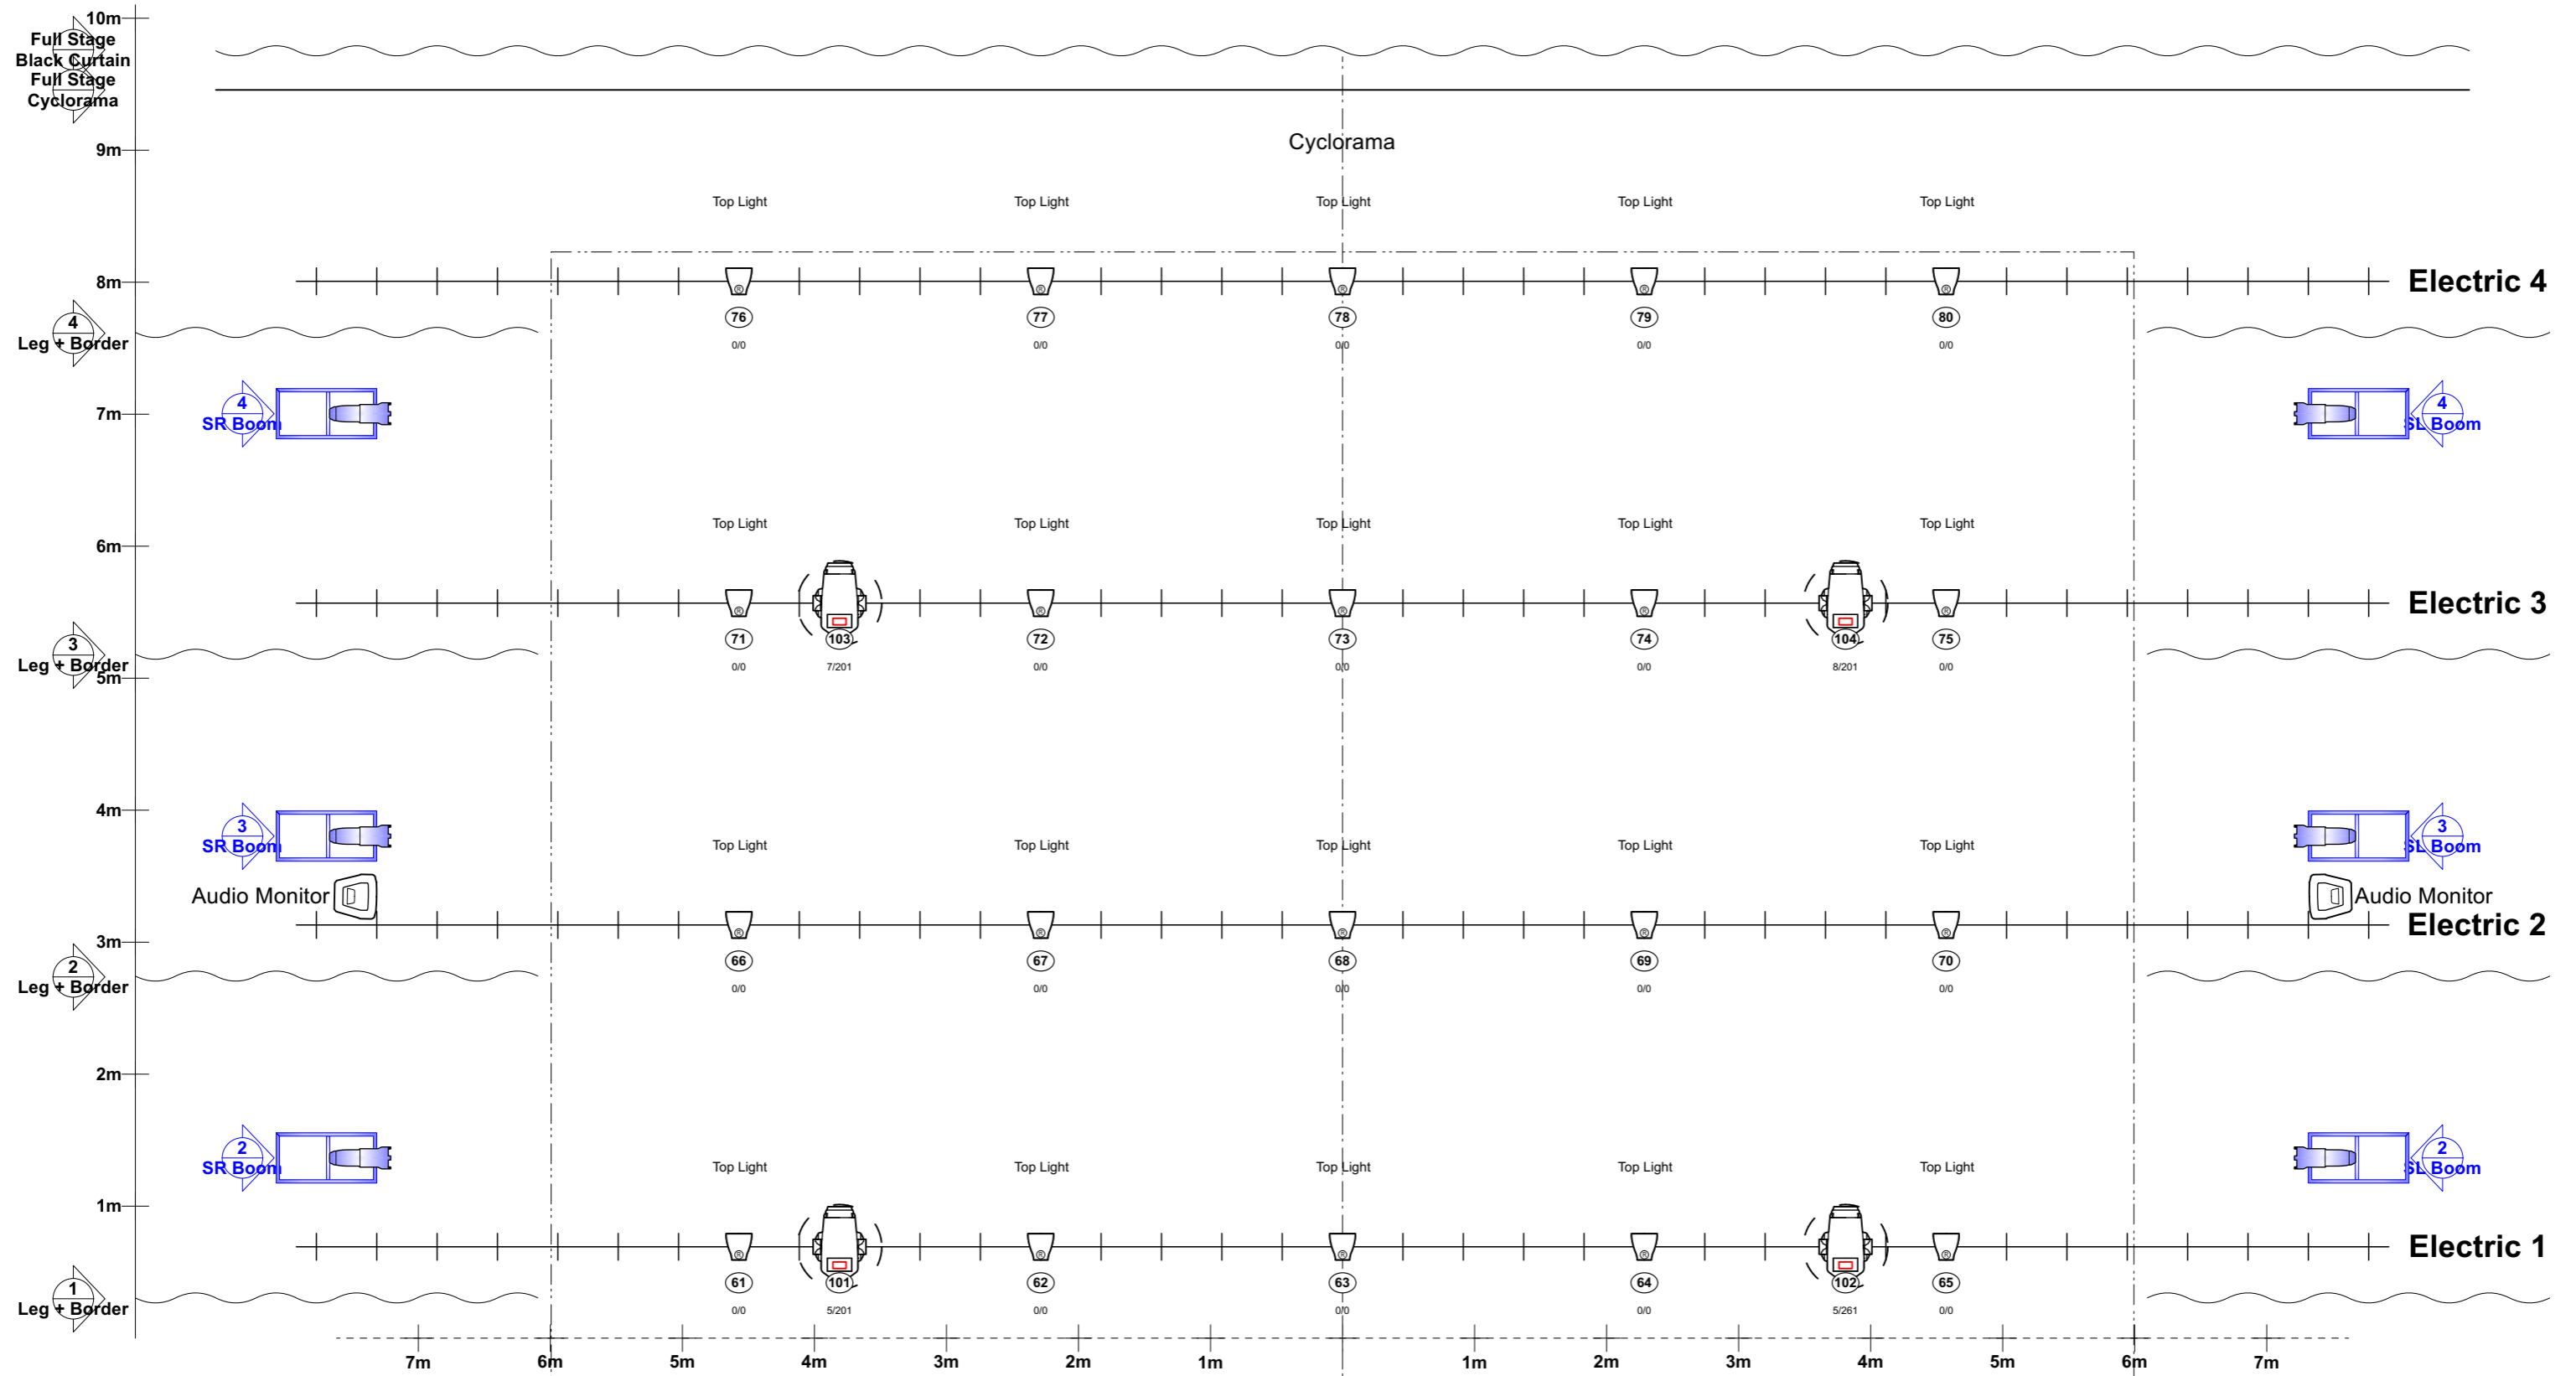 10m
Full Stage
Black Curtain
Full Stage
Cyclorama
9m
Cyclorama
Top Light Top Light Top Light Top Light Top Light
8m
Electric 4
76 77 78 79 80
0/0 0/0 0/0 0/0 0/0
4
Leg + Border
7m
4
SR Boom
4
SL Boom
Top Light Top Light Top Light Top Light Top Light
6m
Electric 3
71 103 72 73 74 104 75
0/0 7/201 0/0 0/0 0/0 8/201 0/0
3
Leg + Border
5m
4m
3
SR Boom
3
SL Boom
Top Light Top Light Top Light Top Light Top Light
Audio Monitor
Audio Monitor
Electric 2
3m
66 67 68 69 70
0/0 0/0 0/0 0/0 0/0
2
Leg + Border
2m
2
SR Boom
2
SL Boom
Top Light Top Light Top Light Top Light Top Light
1m
Electric 1
61 101 62 63 64 102 65
0/0 5/201 0/0 0/0 0/0 5/261 0/0
1
Leg + Border
7m 6m 5m 4m 3m 2m 1m 1m 2m 3m 4m 5m 6m 7m